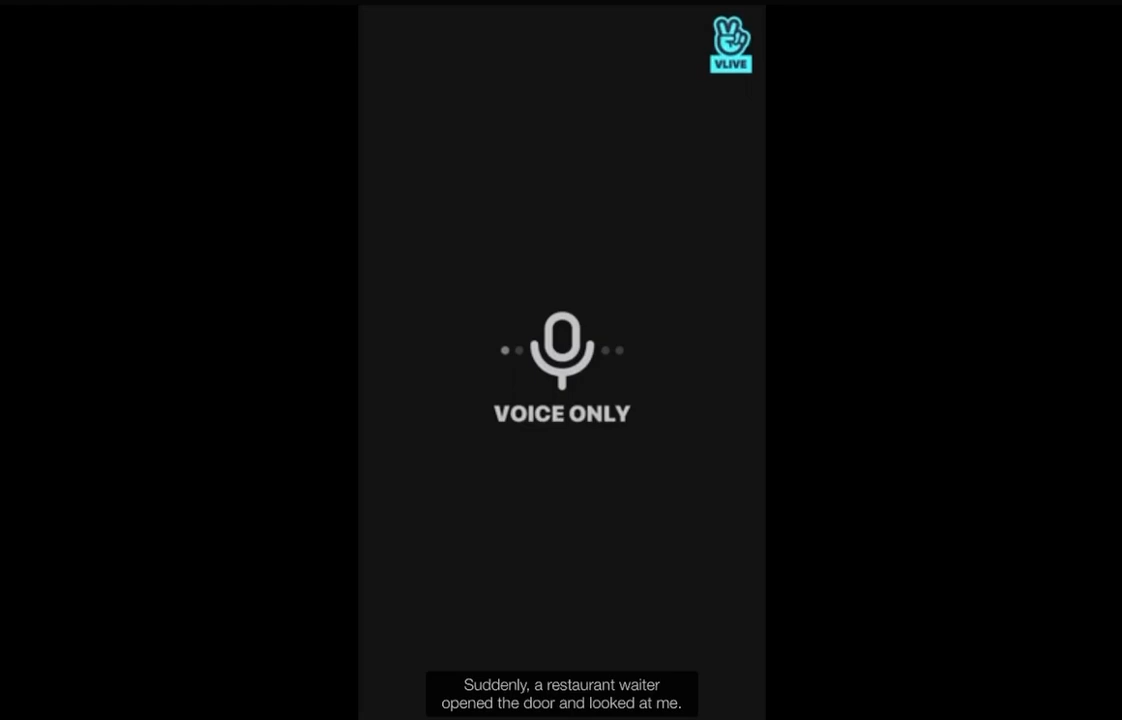 VLIVE
VOICE ONLY
Suddenly, a restaurant waiter
opened the door and looked at me.